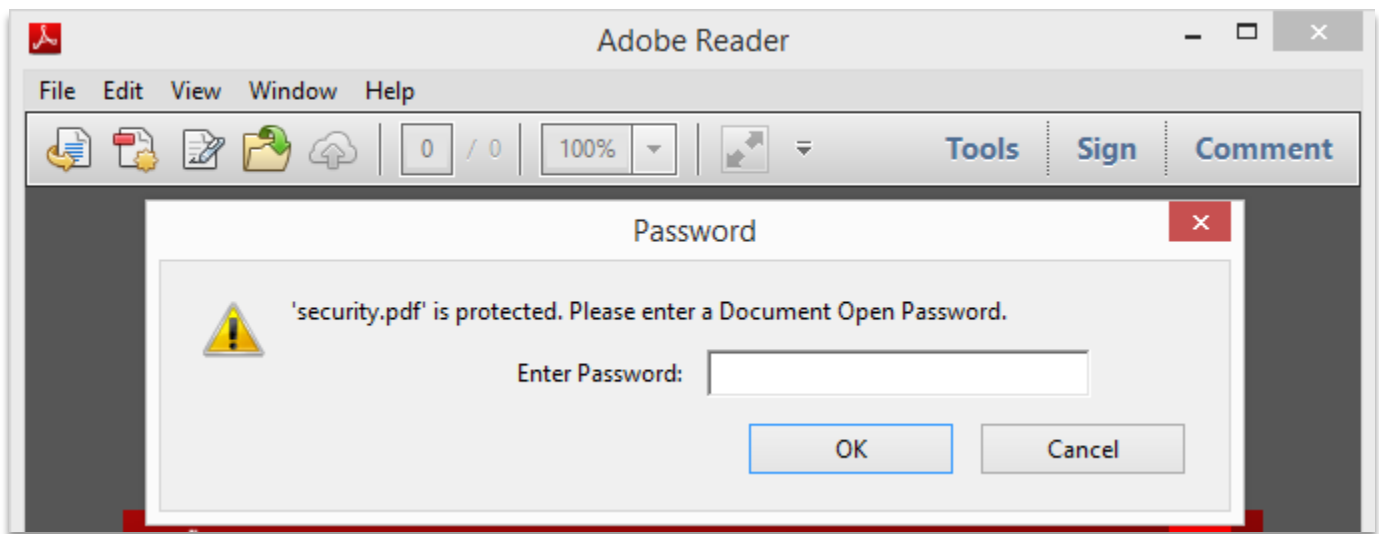 Adobe Reader
File Edit View Window Help
0 / 0 100% Tools Sign Comment
Password
'security.pdf' is protected. Please enter a Document Open Password.
Enter Password:
OK Cancel